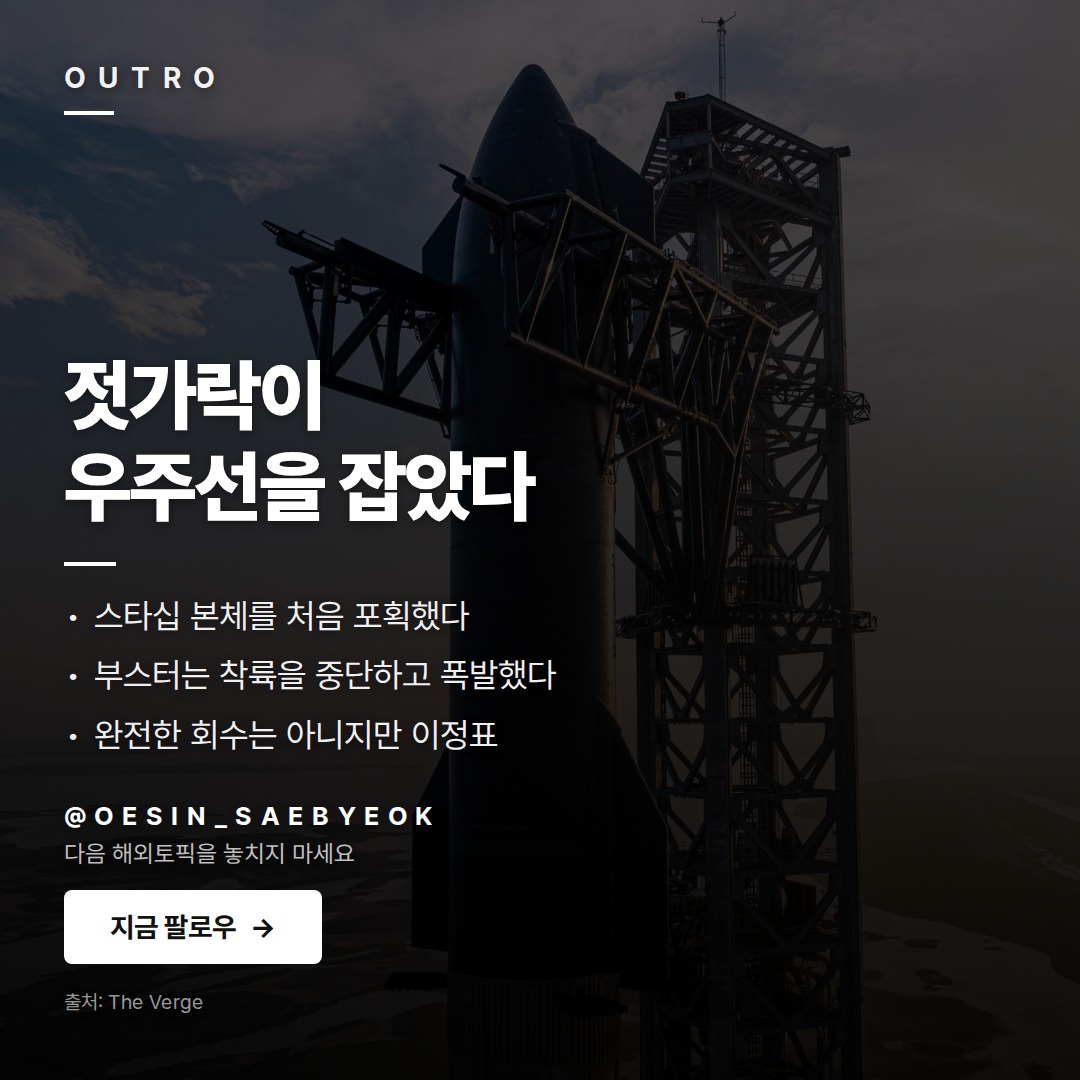 OUTRO
젓가락이
우주선을 잡았다
• 스타십 본체를 처음 포획했다
• 부스터는 착륙을 중단하고 폭발했다
• 완전한 회수는 아니지만 이정표
@OESIN_SAEBYEOK
다음 해외토픽을 놓치지 마세요
지금 팔로우 →
출처: The Verge